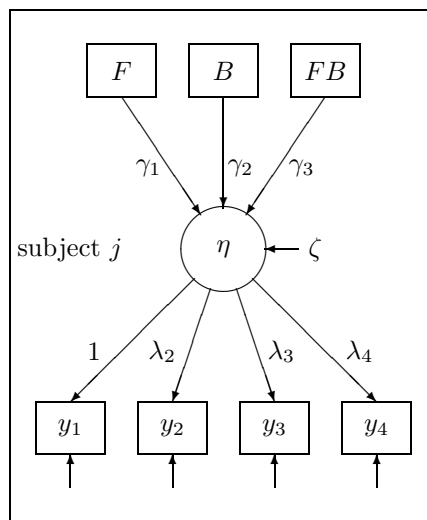 F B FB
γ₁ γ₂ γ₃
subject j η ζ
1 λ₂ λ₃ λ₄
y₁ y₂ y₃ y₄